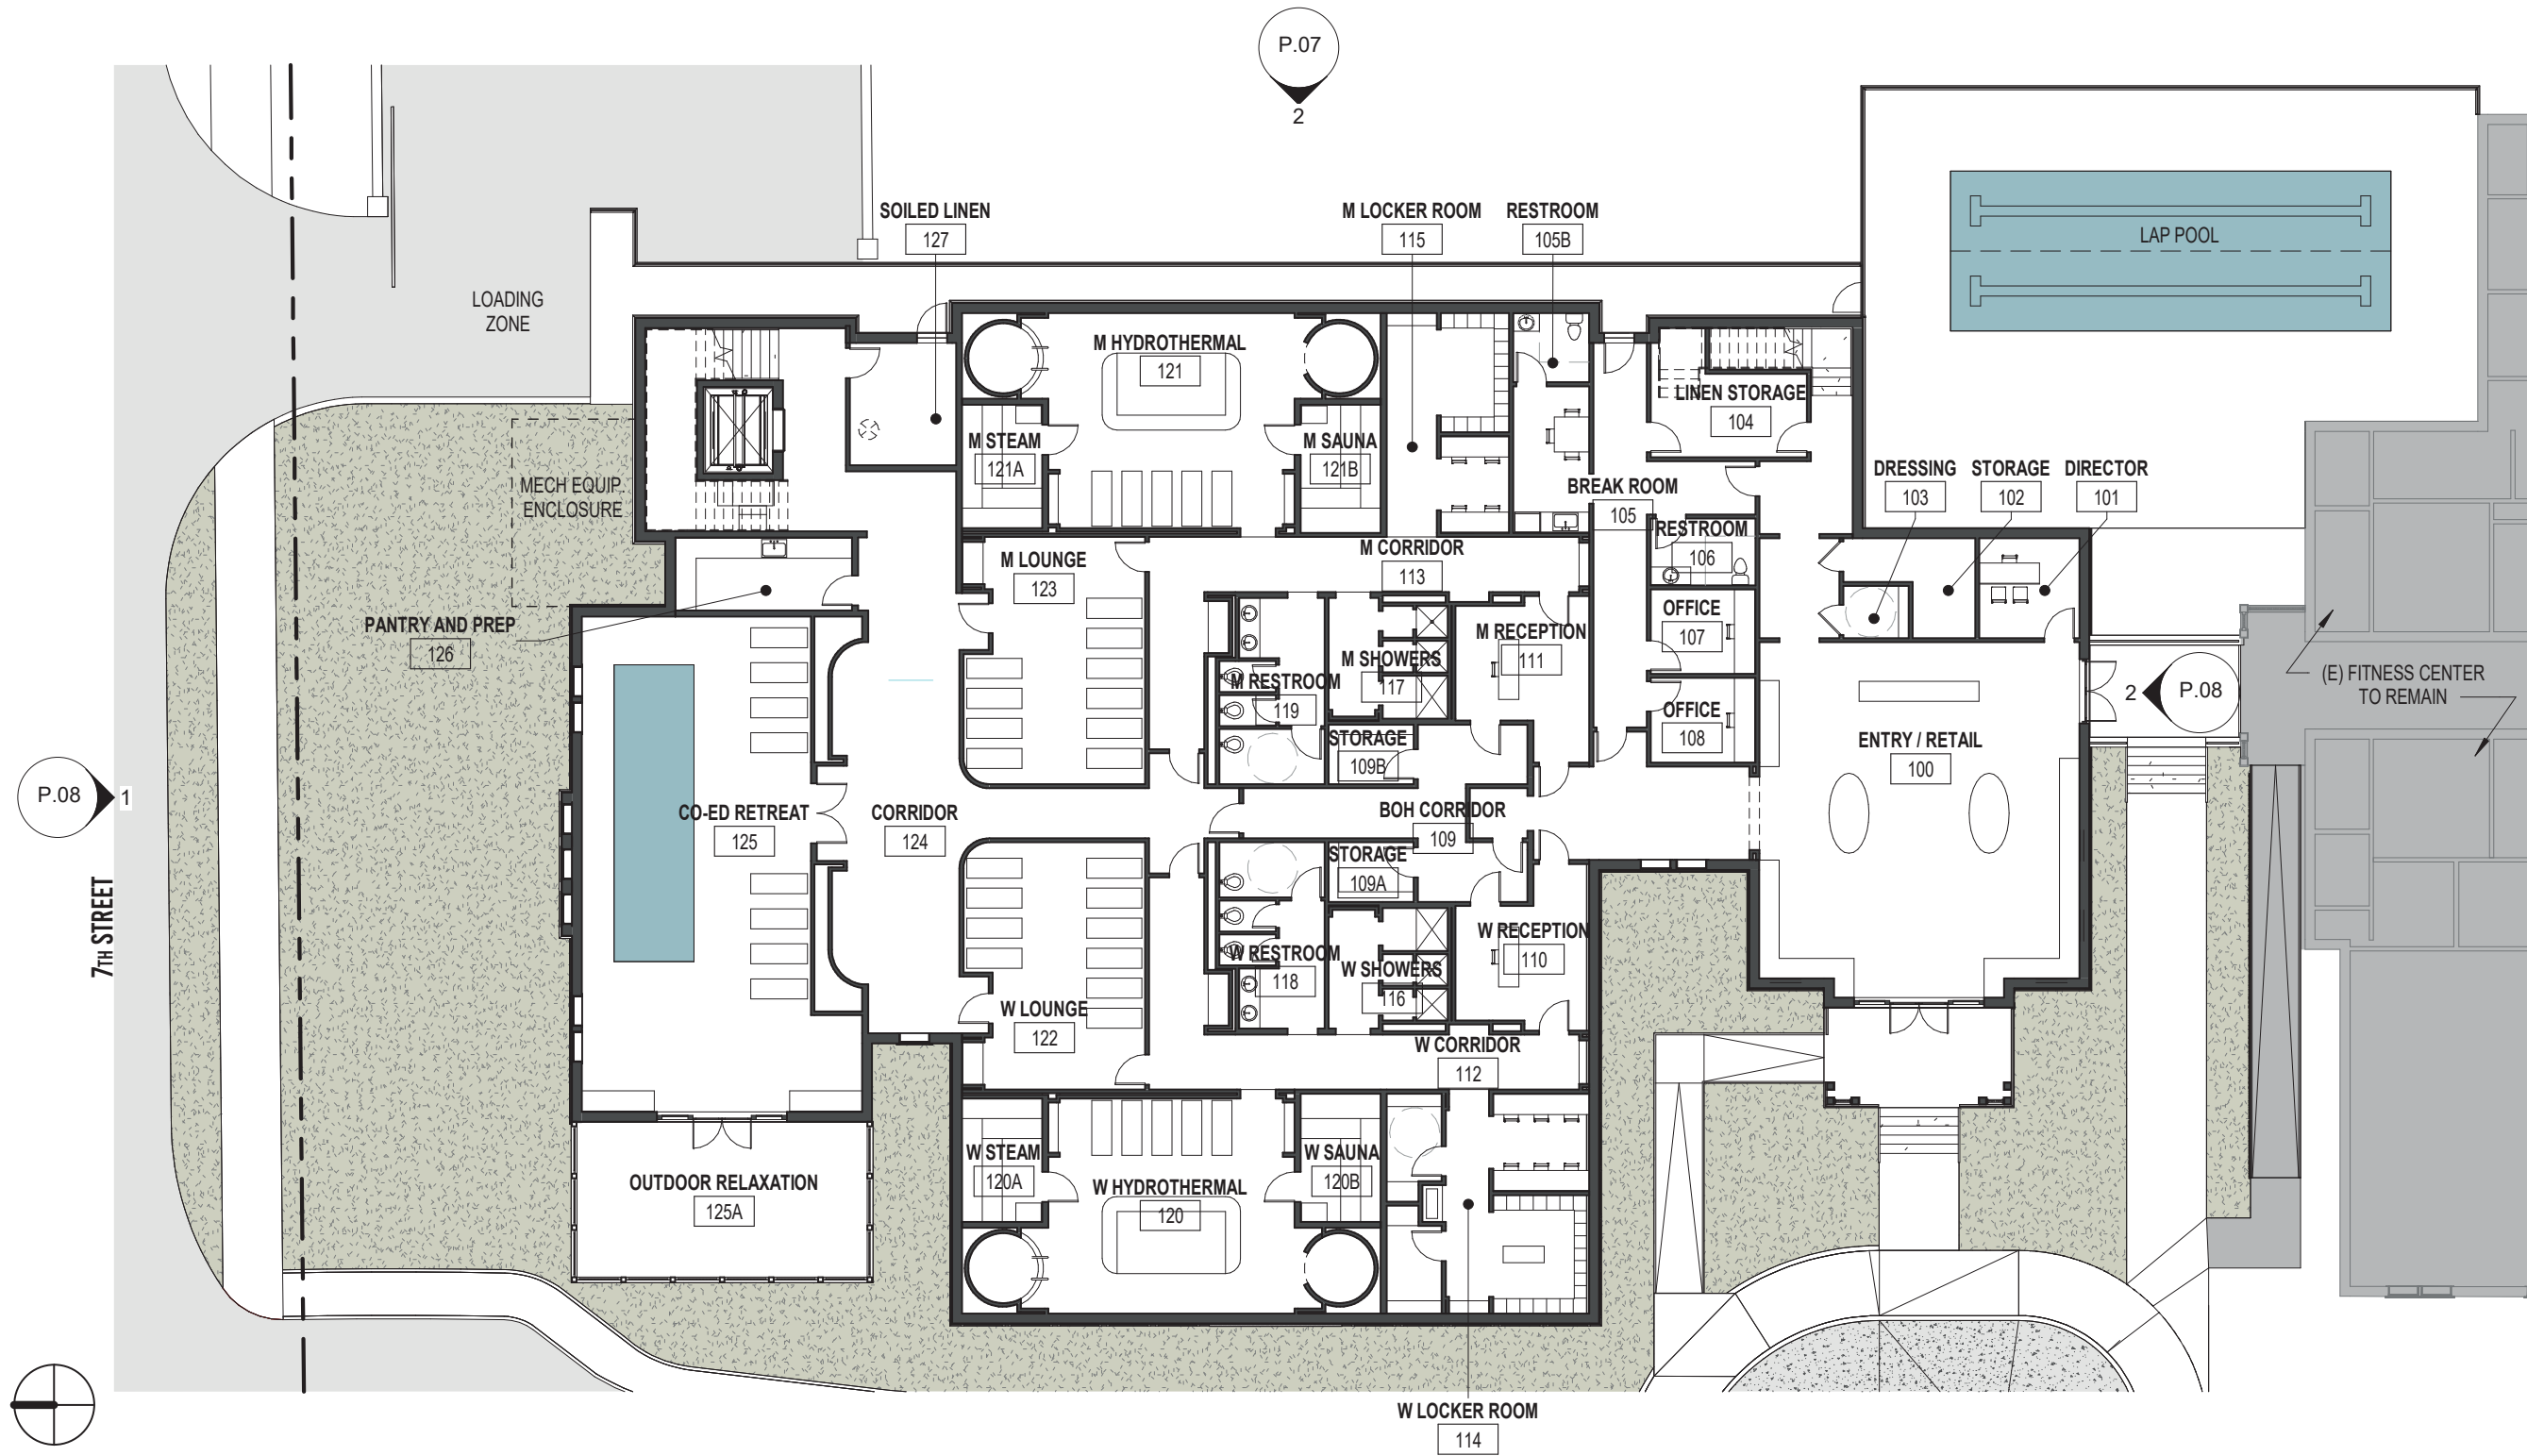 P.07
2
SOILED LINEN
127
M LOCKER ROOM
115
RESTROOM
105B
LAP POOL
LOADING
ZONE
M HYDROTHERMAL
121
LINEN STORAGE
104
M STEAM
121A
M SAUNA
121B
MECH EQUIP.
ENCLOSURE
BREAK ROOM
105
DRESSING
103
STORAGE
102
DIRECTOR
101
RESTROOM
106
M LOUNGE
123
M CORRIDOR
113
PANTRY AND PREP
126
OFFICE
107
M RECEPTION
111
M SHOWERS
117
M RESTROOM
119
(E) FITNESS CENTER
TO REMAIN
2
P.08
OFFICE
108
STORAGE
109B
ENTRY / RETAIL
100
P.08
1
CO-ED RETREAT
125
CORRIDOR
124
BOH CORRIDOR
109
7TH STREET
STORAGE
109A
W RESTROOM
118
W SHOWERS
116
W RECEPTION
110
W LOUNGE
122
W CORRIDOR
112
W STEAM
120A
W SAUNA
120B
W HYDROTHERMAL
120
OUTDOOR RELAXATION
125A
W LOCKER ROOM
114